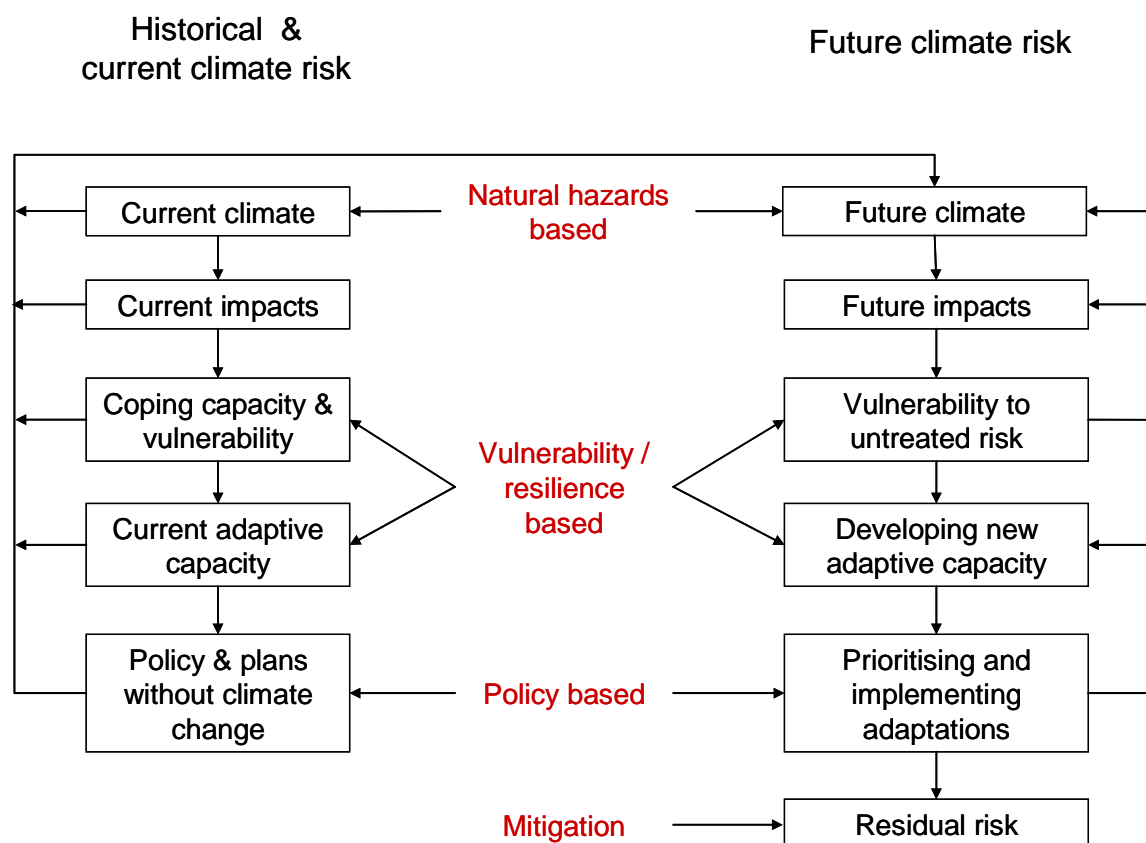 Historical &
current climate risk
Future climate risk
Current climate
Natural hazards
based
Future climate
Current impacts
Future impacts
Coping capacity &
vulnerability
Vulnerability to
untreated risk
Vulnerability /
resilience
based
Current adaptive
capacity
Developing new
adaptive capacity
Policy & plans
without climate
change
Policy based
Prioritising and
implementing
adaptations
Mitigation
Residual risk